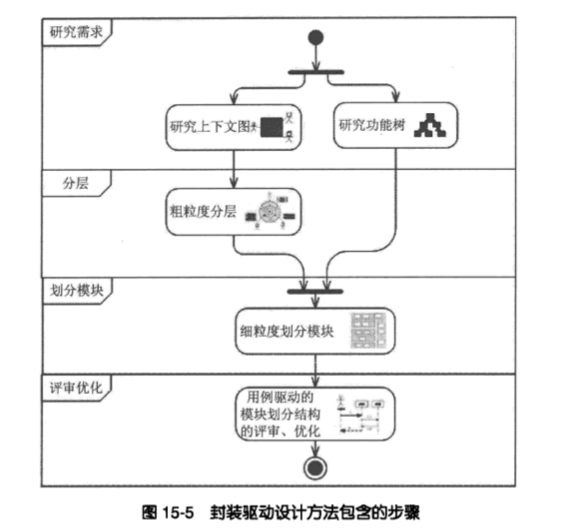 研究需求
研究上下文图
研究功能树
分层
粗粒度分层
划分模块
细粒度划分模块
评审优化
用例驱动的
模块划分结构
的评审、优化
图 15-5 封装驱动设计方法包含的步骤